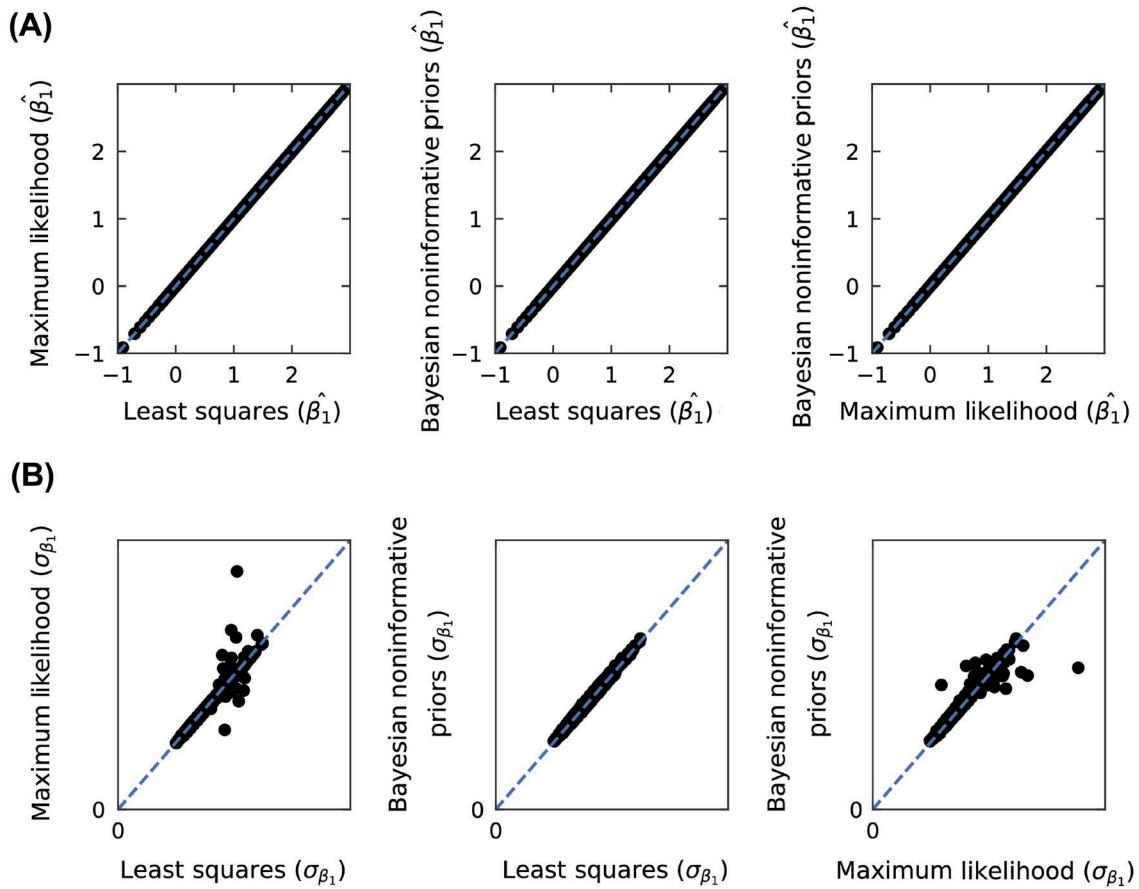 (A)
Maximum likelihood (β̂₁)
2
1
0
−1
−1 0 1 2
Least squares (β̂₁)
Bayesian noninformative priors (β̂₁)
2
1
0
−1
−1 0 1 2
Least squares (β̂₁)
Bayesian noninformative priors (β̂₁)
2
1
0
−1
−1 0 1 2
Maximum likelihood (β̂₁)
(B)
Maximum likelihood (σβ₁)
0
0
Least squares (σβ₁)
Bayesian noninformative
priors (σβ₁)
0
0
Least squares (σβ₁)
Bayesian noninformative
priors (σβ₁)
0
0
Maximum likelihood (σβ₁)